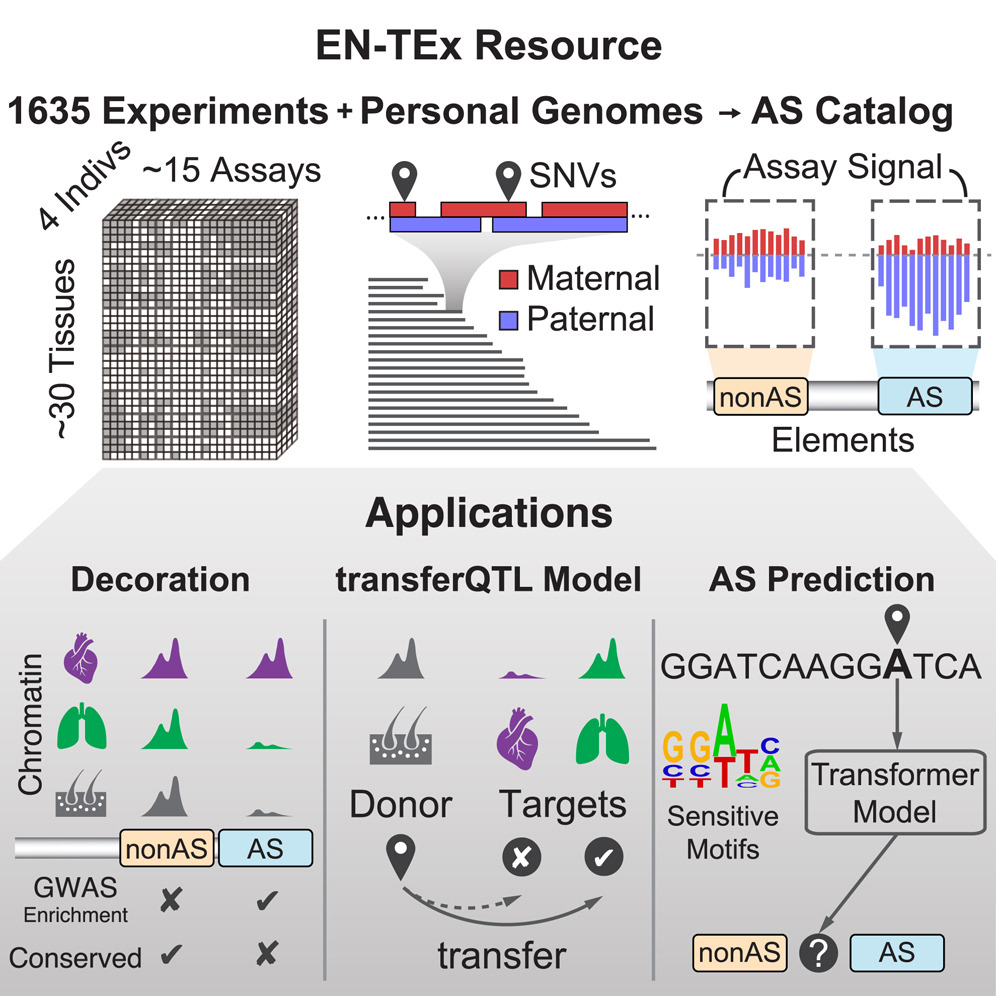 EN-TEx Resource
1635 Experiments + Personal Genomes → AS Catalog
4 Indivs
~15 Assays
~30 Tissues
SNVs
... ...
Maternal
Paternal
Assay Signal
nonAS AS
Elements
Applications
Decoration
Chromatin
nonAS AS
GWAS
Enrichment ✘ ✔
Conserved ✔ ✘
transferQTL Model
Donor Targets
✘ ✔
transfer
AS Prediction
GGATCAAGGATCA
G G A T C
C C T A A
T T C G
Sensitive
Motifs
Transformer
Model
nonAS ? AS